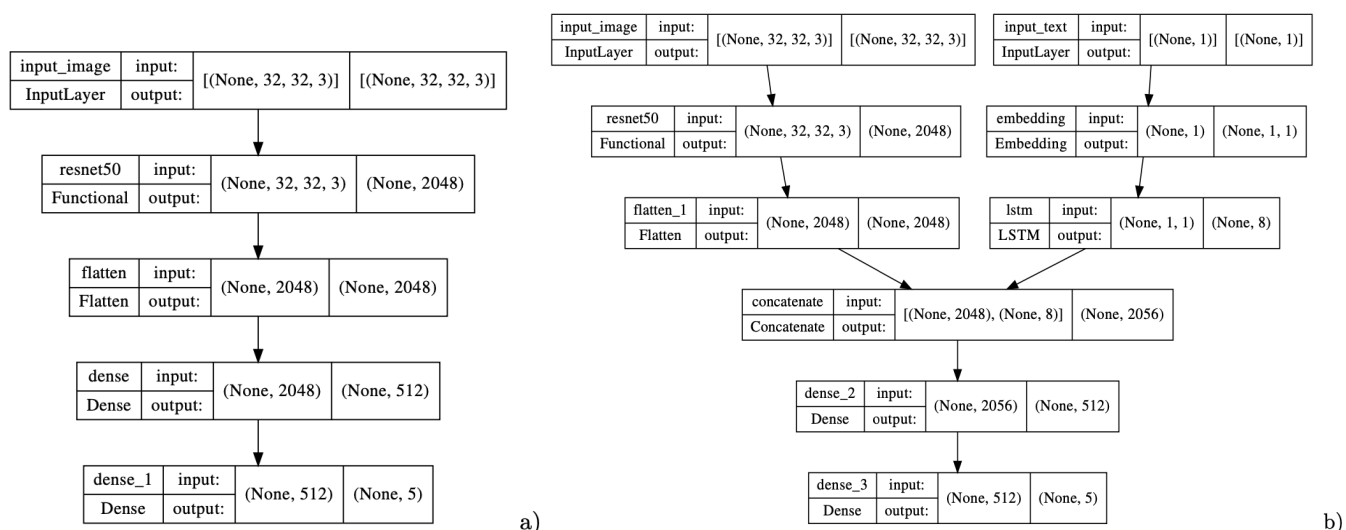 input_image input: [(None, 32, 32, 3)] [(None, 32, 32, 3)]
InputLayer output:
resnet50 input: (None, 32, 32, 3) (None, 2048)
Functional output:
flatten input: (None, 2048) (None, 2048)
Flatten output:
dense input: (None, 2048) (None, 512)
Dense output:
dense_1 input: (None, 512) (None, 5)
Dense output:
a)
input_image input: [(None, 32, 32, 3)] [(None, 32, 32, 3)]
InputLayer output:
input_text input: [(None, 1)] [(None, 1)]
InputLayer output:
resnet50 input: (None, 32, 32, 3) (None, 2048)
Functional output:
embedding input: (None, 1) (None, 1, 1)
Embedding output:
flatten_1 input: (None, 2048) (None, 2048)
Flatten output:
lstm input: (None, 1, 1) (None, 8)
LSTM output:
concatenate input: [(None, 2048), (None, 8)] (None, 2056)
Concatenate output:
dense_2 input: (None, 2056) (None, 512)
Dense output:
dense_3 input: (None, 512) (None, 5)
Dense output:
b)